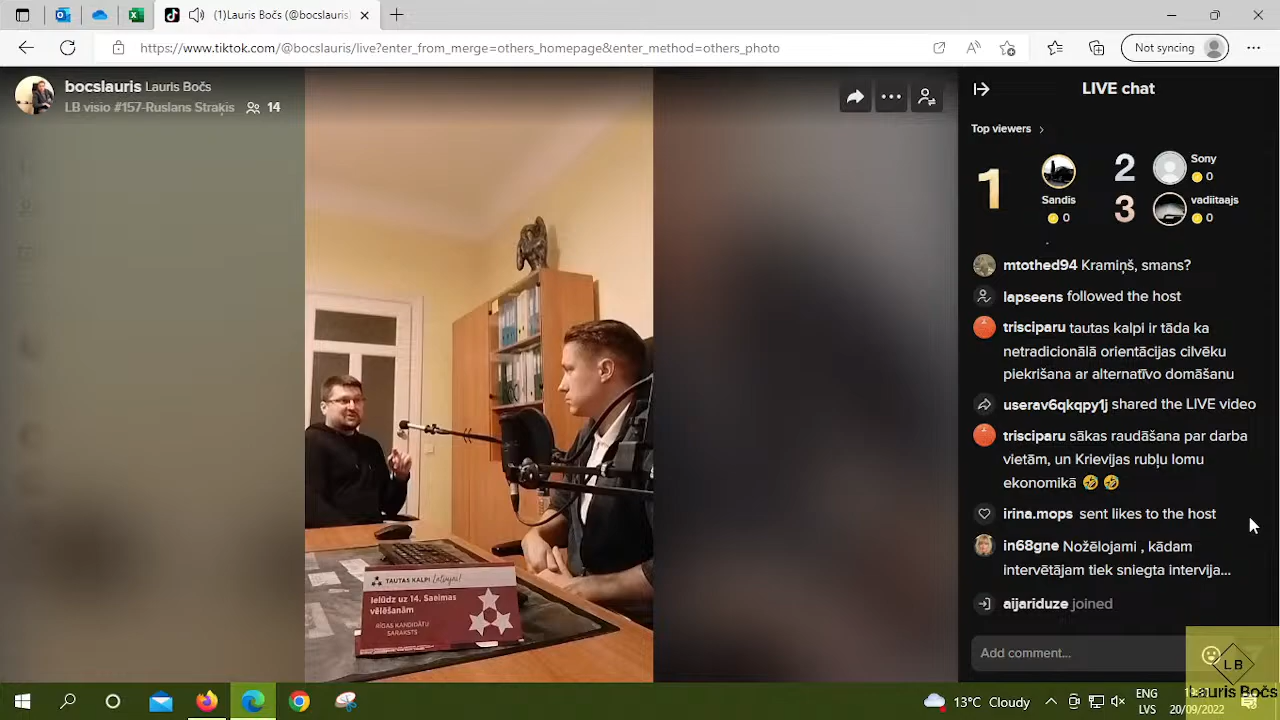 (1)Lauris Bočs (@bocslauris
https://www.tiktok.com/@bocslauris/live?enter_from_merge=others_homepage&enter_method=others_photo
Not syncing
bocslauris Lauris Bočs
LB visio #157-Ruslans Straķis 14
LIVE chat
Top viewers
1
Sandis
0
2
Sony
0
3
vadiitaajs
0
mtothed94 Kramiņš, smans?
lapseens followed the host
trisciparu tautas kalpi ir tāda ka
netradicionālā orientācijas cilvēku
piekrišana ar alternatīvo domāšanu
userav6qkqpy1j shared the LIVE video
trisciparu sākas raudāšana par darba
vietām, un Krievijas rubļu lomu
ekonomikā 🤣 🤣
irina.mops sent likes to the host
in68gne Nožēlojami , kādam
intervētājam tiek sniegta intervija...
aijariduze joined
Add comment...
TAUTAS KALPI Latvijai!
Ielūdz uz 14. Saeimas
vēlēšanām
RĪGAS KANDIDĀTU
SARAKSTS
L B
Lauris Bočs
13°C Cloudy
ENG
LVS
20/09/2022